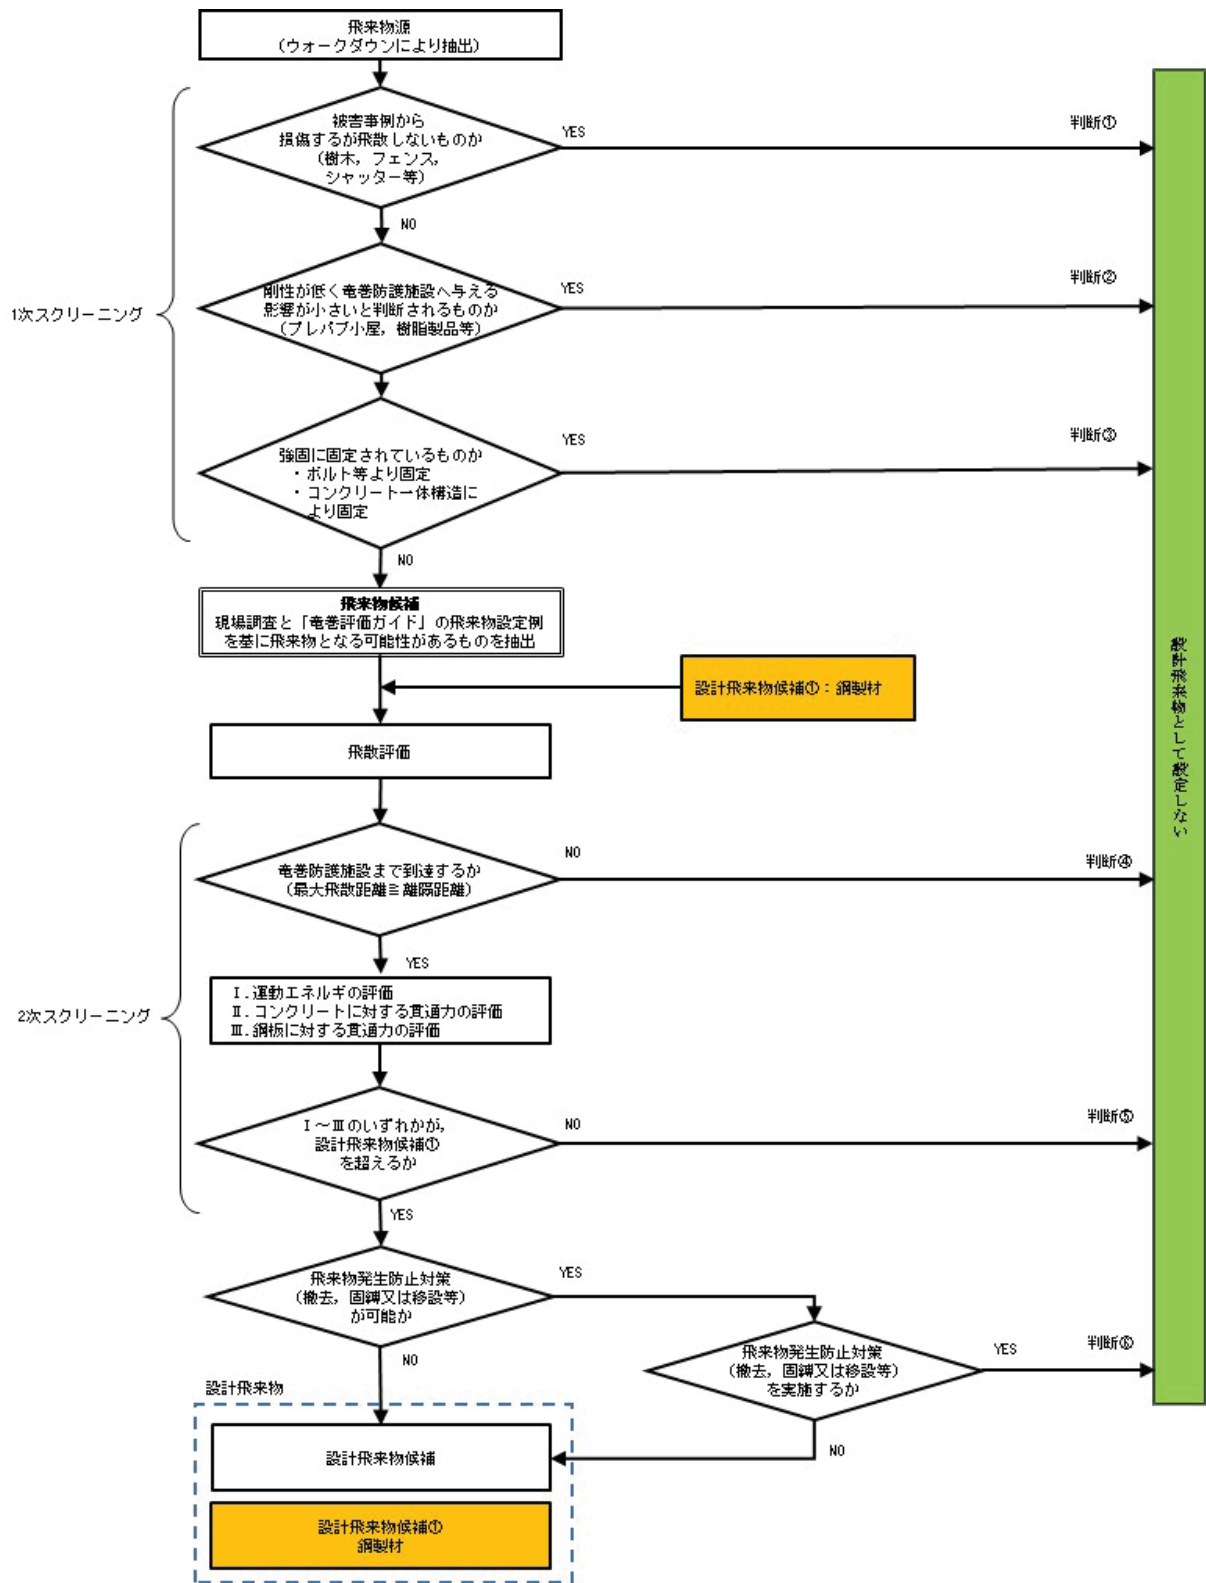 飛来物源
(ウォークダウンにより抽出)
被害事例から
損傷するが飛散しないものか
(樹木，フェンス，
シャッター等)
YES
判断①
NO
1次スクリーニング
剛性が低く竜巻防護施設へ与える
影響が小さいと判断されるものか
(プレハブ小屋，樹脂製品等)
YES
判断②
強固に固定されているものか
・ボルト等より固定
・コンクリート一体構造に
より固定
YES
判断③
NO
飛来物候補
現場調査と「竜巻評価ガイド」の飛来物設定例
を基に飛来物となる可能性があるものを抽出
設計飛来物候補①：鋼製材
設計飛来物として設定しない
飛散評価
竜巻防護施設まで到達するか
(最大飛散距離≧離隔距離)
NO
判断④
YES
2次スクリーニング
Ⅰ.運動エネルギの評価
Ⅱ.コンクリートに対する貫通力の評価
Ⅲ.鋼板に対する貫通力の評価
Ⅰ～Ⅲのいずれかが，
設計飛来物候補①
を超えるか
NO
判断⑤
YES
飛来物発生防止対策
(撤去，固縛又は移設等)
が可能か
YES
NO
飛来物発生防止対策
(撤去，固縛又は移設等)
を実施するか
YES
判断⑥
NO
設計飛来物
設計飛来物候補
設計飛来物候補①
鋼製材